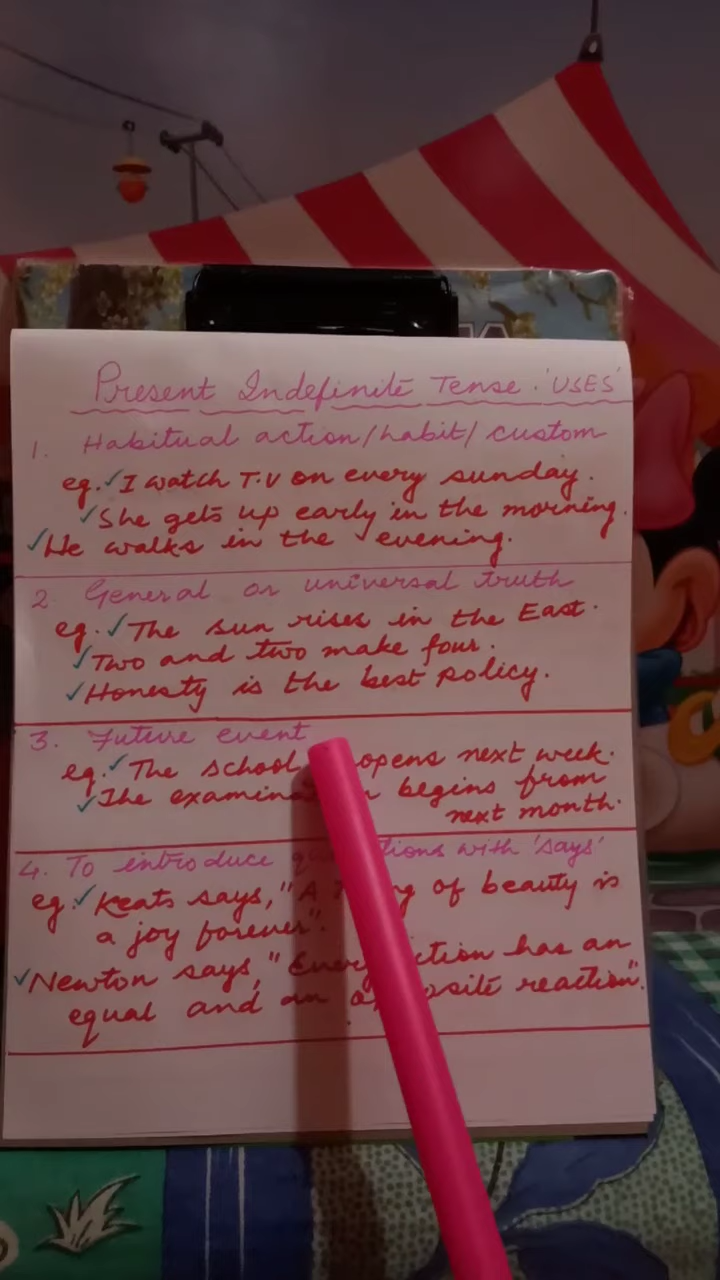 Present Indefinite Tense. 'USES'
1. Habitual action/habit/custom
eg. ✓I watch T.V on every sunday.
✓She gets up early in the morning.
✓He walks in the evening.
2. General or universal truth
eg. ✓The sun rises in the East.
✓Two and two make four.
✓Honesty is the best policy.
3. Future event
eg. ✓The school opens next week.
✓The begins from
next month.
4. To introduce with 'says'
eg. ✓Keats says, "A of beauty is
a joy forever".
✓Newton says, "Every has an
equal and an reaction".